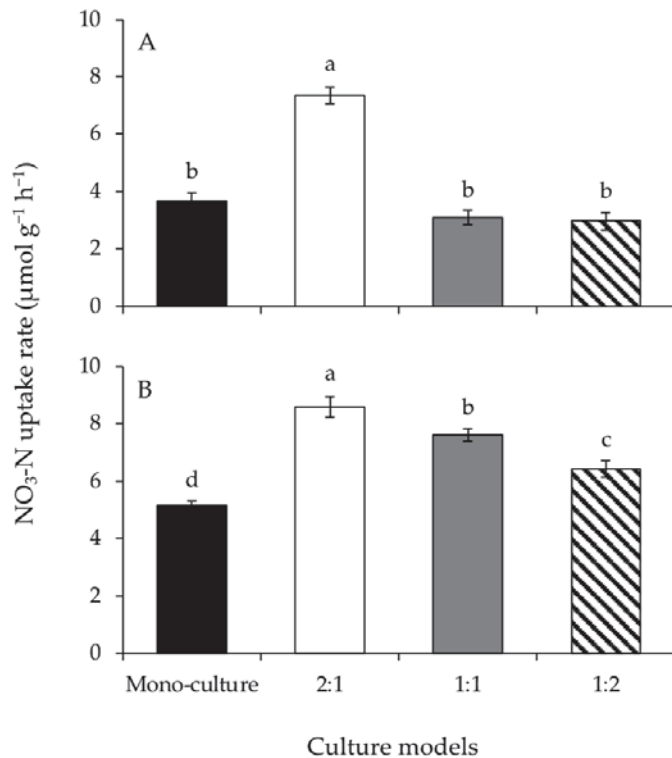 NO₃-N uptake rate (μmol g⁻¹ h⁻¹)
A
10
8
6
4
2
0
b
a
b
b
B
10
8
6
4
2
0
d
a
b
c
Mono-culture 2:1 1:1 1:2
Culture models